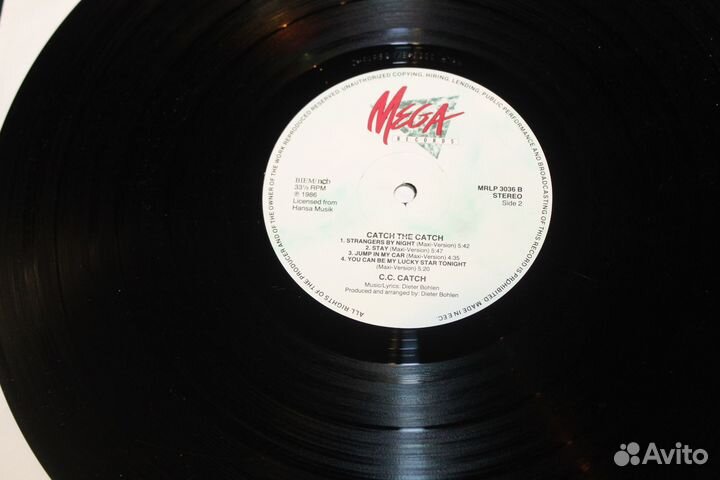 ALL RIGHTS OF THE PRODUCER AND OF THE OWNER OF THE WORK REPRODUCED RESERVED. UNAUTHORIZED COPYING, HIRING, LENDING, PUBLIC PERFORMANCE AND BROADCASTING OF THIS RECORD IS PROHIBITED. MADE IN E.E.C.
MEGA
RECORDS
BIEM/ncb
33⅓ RPM
℗ 1986
Licensed from
Hansa Musik
MRLP 3036 B
STEREO
Side 2
CATCH THE CATCH
1. STRANGERS BY NIGHT (Maxi-Version) 5:42
2. STAY (Maxi-Version) 5:47
3. JUMP IN MY CAR (Maxi-Version) 4:35
4. YOU CAN BE MY LUCKY STAR TONIGHT
(Maxi-Version) 5:20
C.C. CATCH
Music/Lyrics: Dieter Bohlen
Produced and arranged by: Dieter Bohlen
Avito